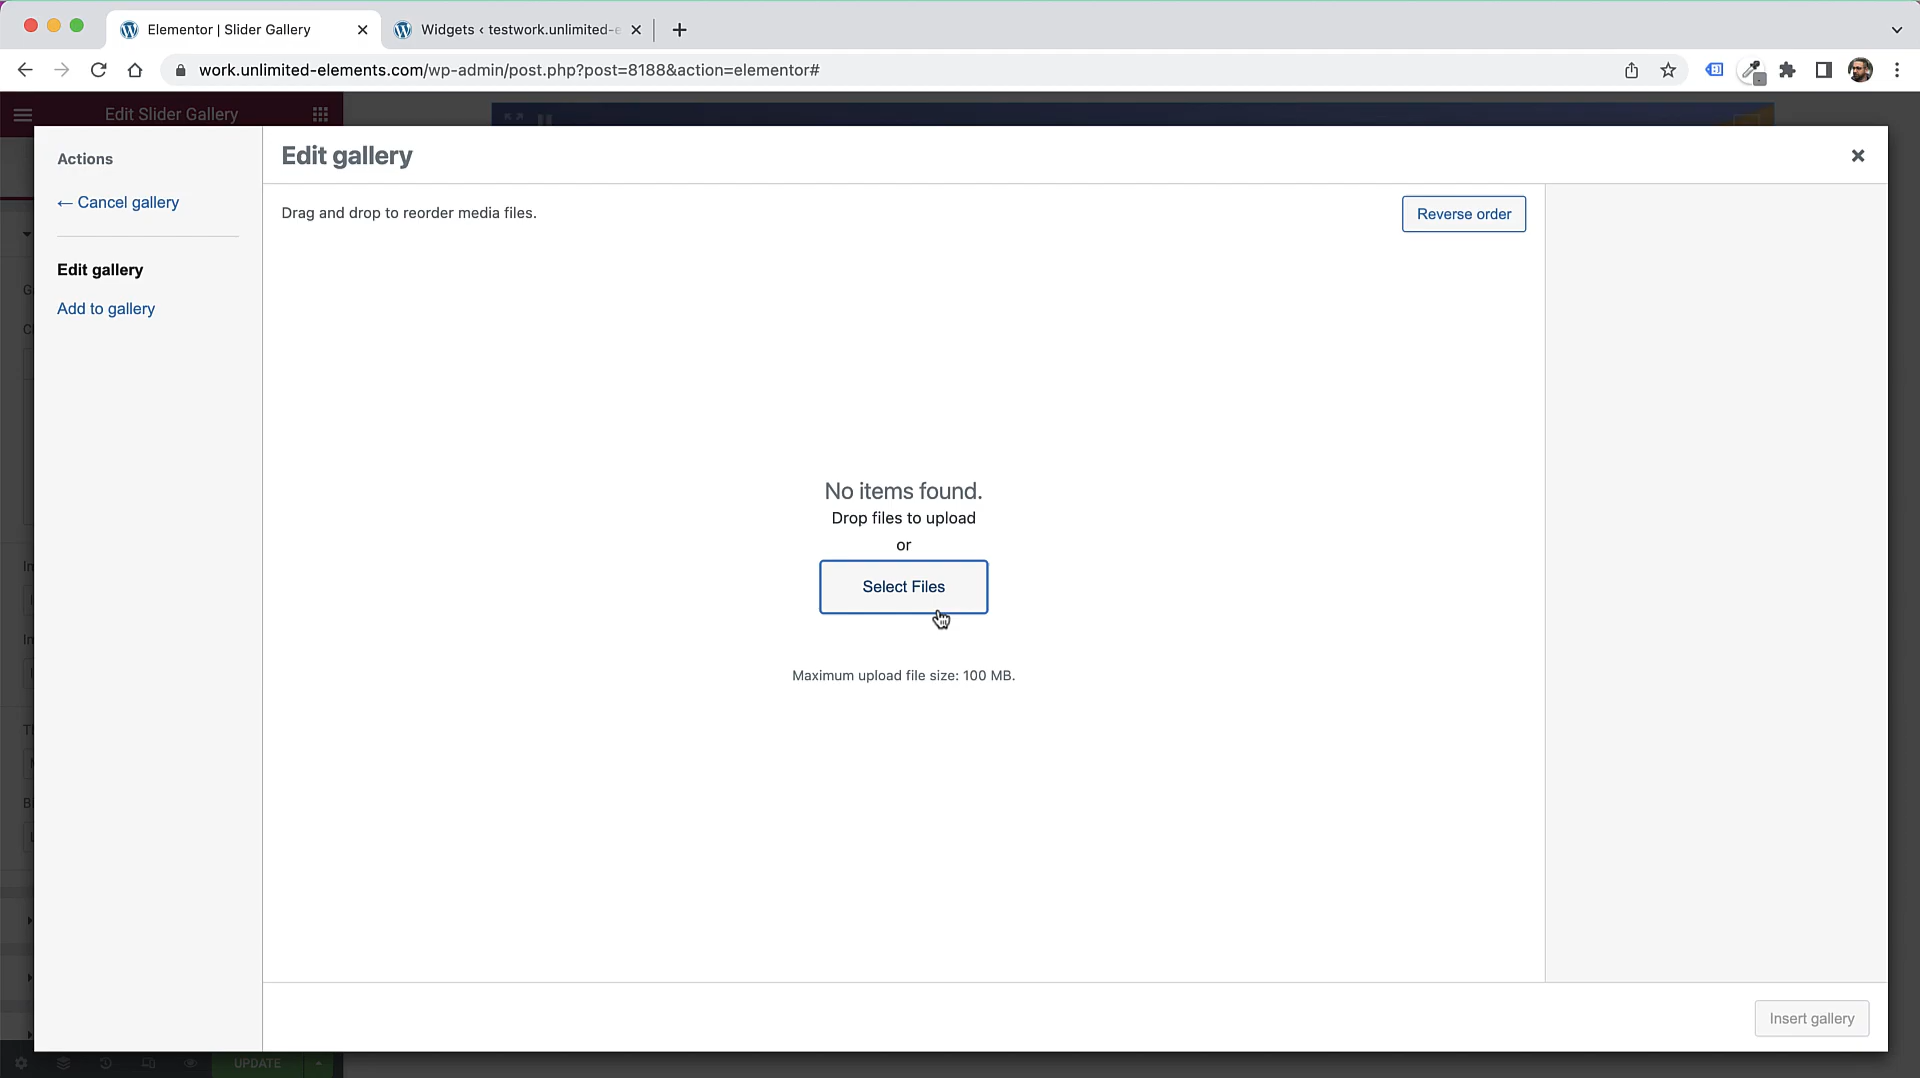 Elementor | Slider Gallery
Widgets ‹ testwork.unlimited-e
work.unlimited-elements.com/wp-admin/post.php?post=8188&action=elementor#
Edit Slider Gallery
Actions
← Cancel gallery
Edit gallery
Add to gallery
Edit gallery
Drag and drop to reorder media files.
Reverse order
No items found.
Drop files to upload
or
Select Files
Maximum upload file size: 100 MB.
Insert gallery
UPDATE